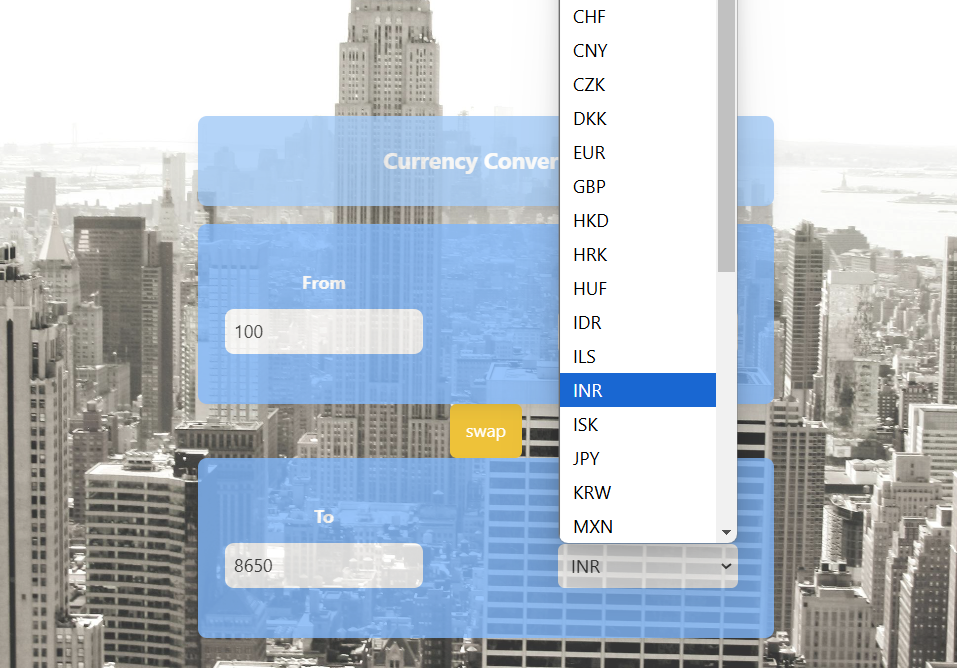 CHF
CNY
CZK
DKK
Currency Conver
EUR
GBP
HKD
HRK
From
HUF
100
IDR
ILS
INR
ISK
swap
JPY
KRW
To
MXN
8650
INR